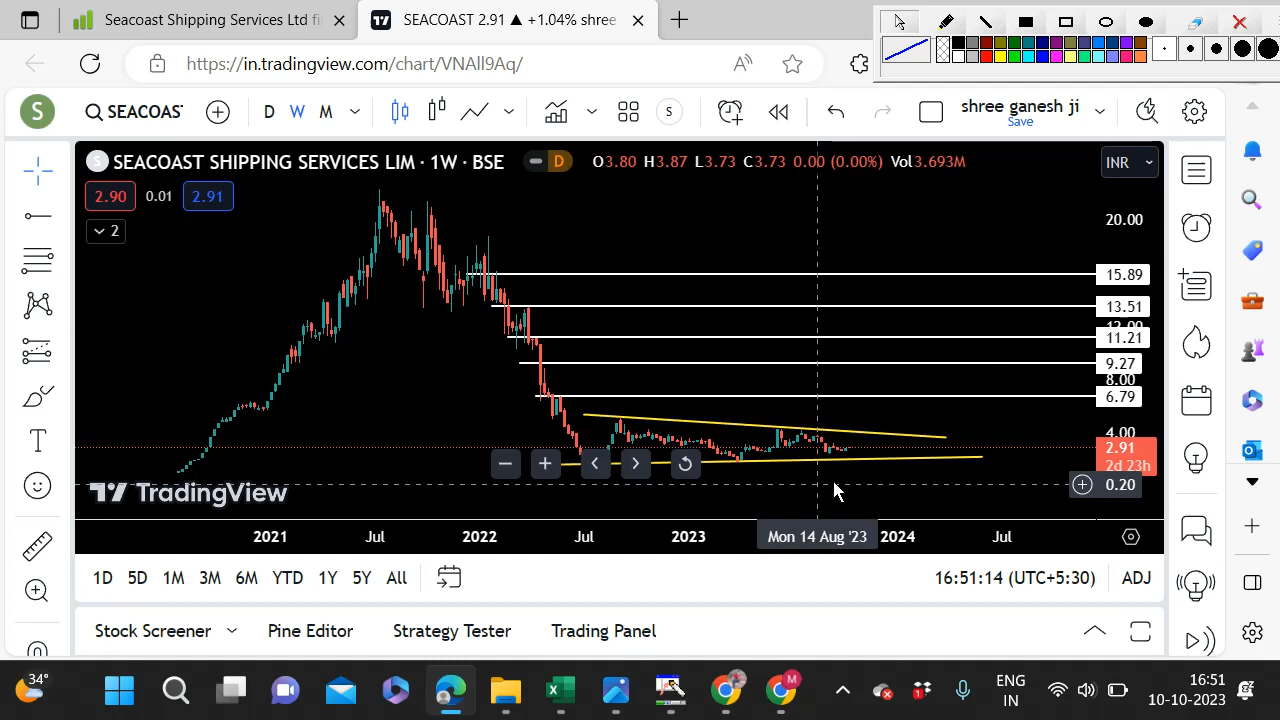 Seacoast Shipping Services Ltd fi
SEACOAST 2.91 ▲ +1.04% shree
https://in.tradingview.com/chart/VNAll9Aq/
S
SEACOAST
D W M
S
shree ganesh ji
Save
S SEACOAST SHIPPING SERVICES LIM · 1W · BSE
D
O3.80 H3.87 L3.73 C3.73 0.00 (0.00%) Vol3.693M
INR
2.90 0.01 2.91
2
20.00
15.89
13.51
12.00
11.21
9.27
8.00
6.79
4.00
2.91
2d 23h
0.20
TradingView
2021 Jul 2022 Jul 2023 Mon 14 Aug '23 2024 Jul
1D 5D 1M 3M 6M YTD 1Y 5Y All
16:51:14 (UTC+5:30) ADJ
Stock Screener Pine Editor Strategy Tester Trading Panel
34°
M
ENG
IN
16:51
10-10-2023